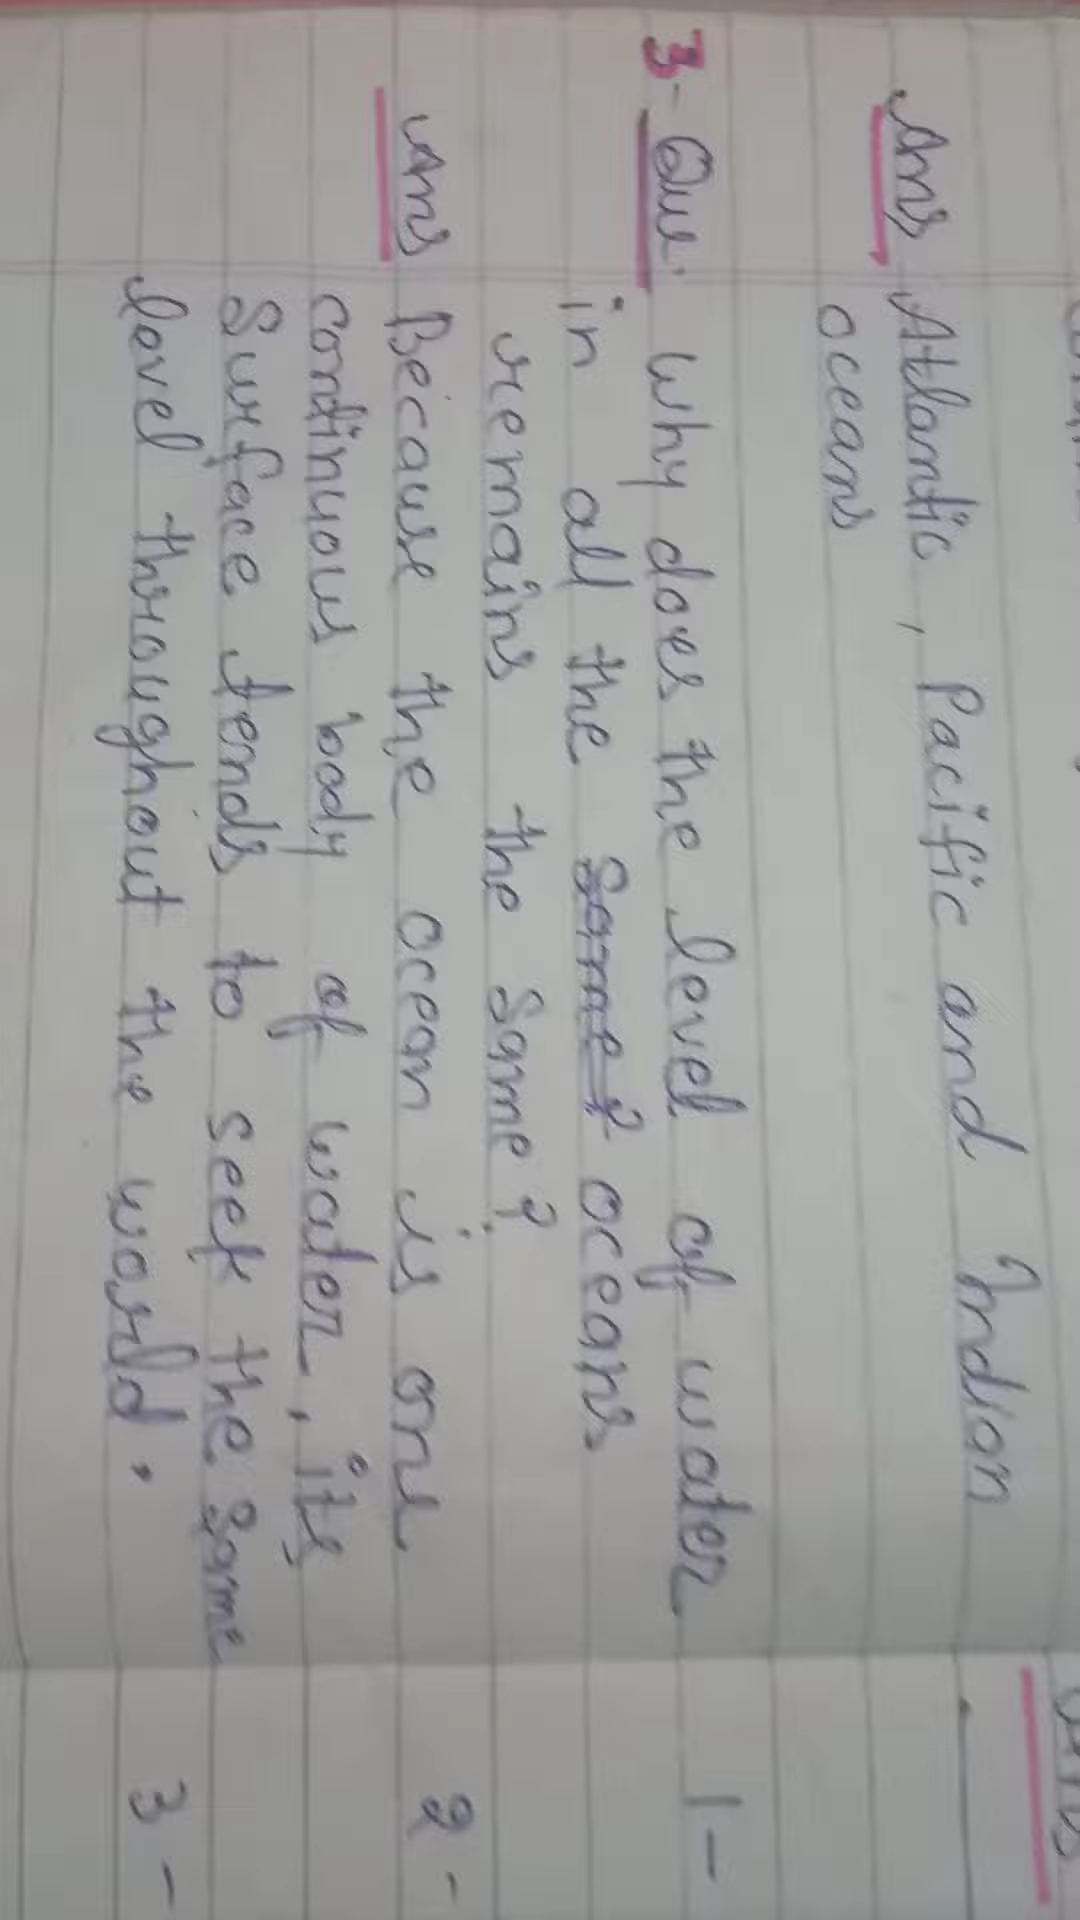 Ans Atlantic, Pacific and Indian
oceans
3- Que. Why does the level of water
in all the same? oceans
remains the same?
Ans Because the ocean is one
continuous body of water, its
Surface tends to seek the same
level throughout the world.
1-
2-
3-